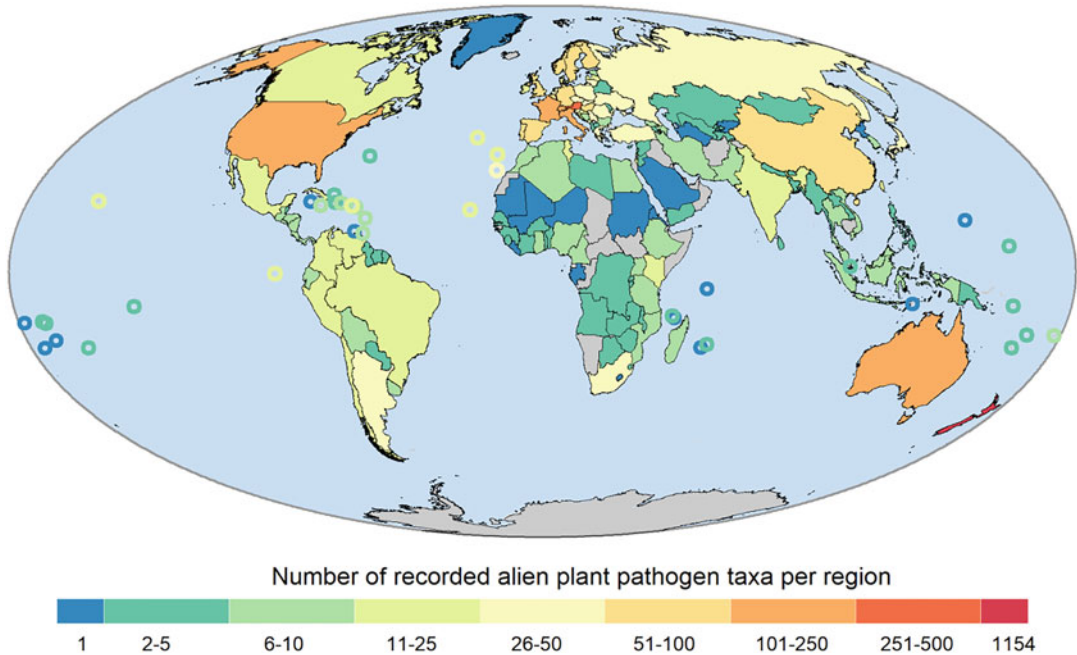 Number of recorded alien plant pathogen taxa per region
1 2-5 6-10 11-25 26-50 51-100 101-250 251-500 1154